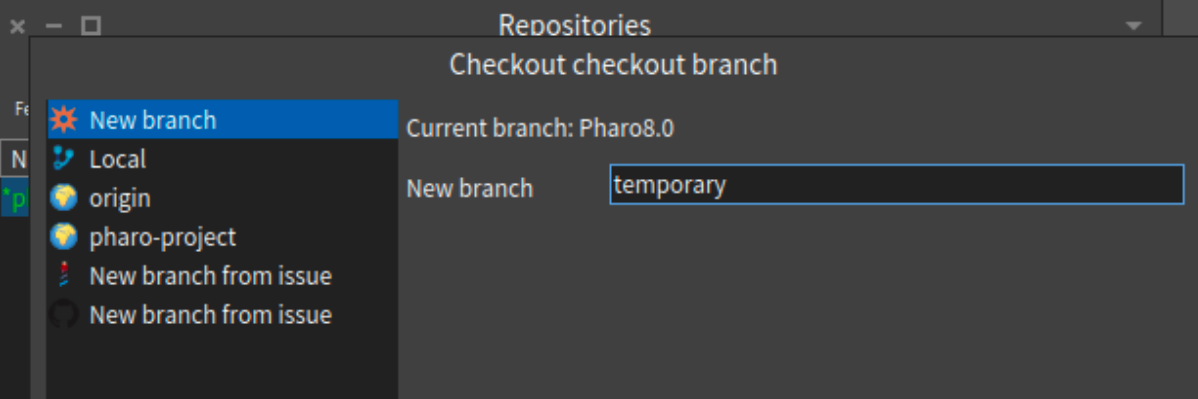 Repositories
Checkout checkout branch
Fe
New branch
Current branch: Pharo8.0
N
Local
*p
origin
New branch
temporary
pharo-project
New branch from issue
New branch from issue